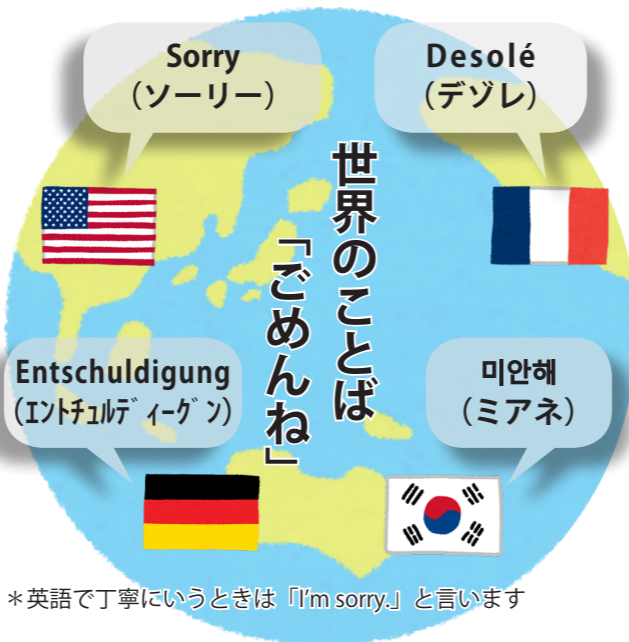 世界のことば
「ごめんね」
Sorry
（ソーリー）
Desolé
（デゾレ）
Entschuldigung
（ｴﾝﾄﾁｭﾙﾃﾞｨｰｸﾞﾝ）
미안해
（ミアネ）
＊英語で丁寧にいうときは「I'm sorry.」と言います